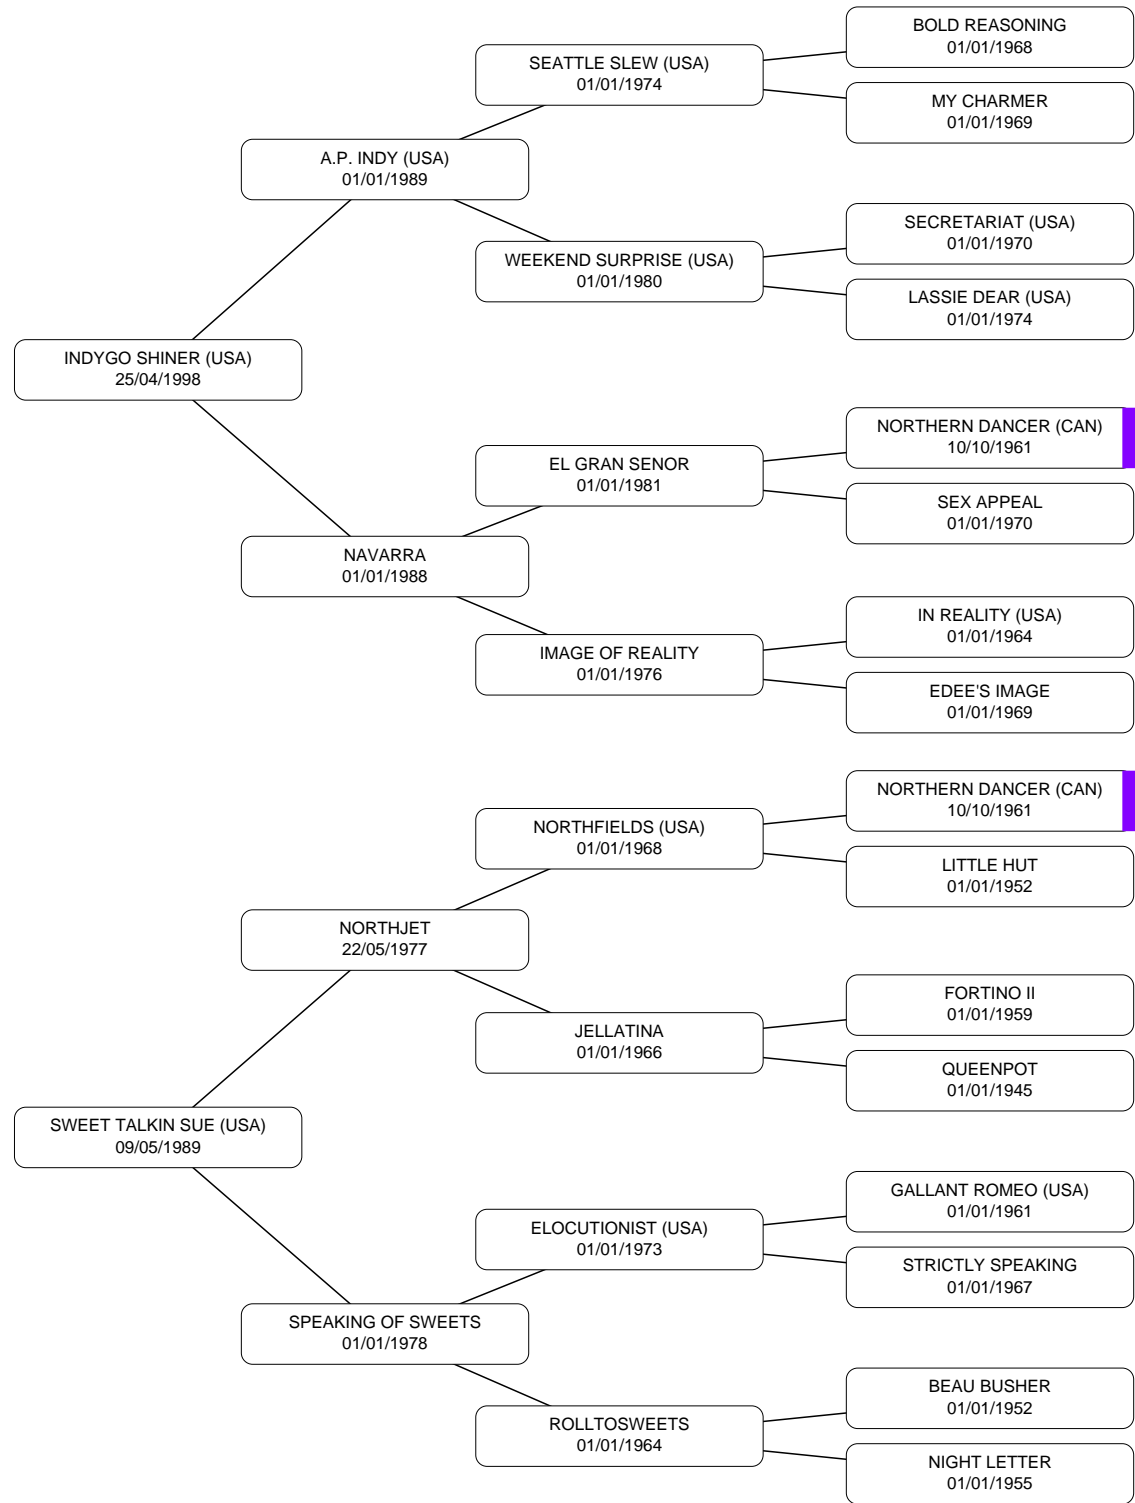 BOLD REASONING
01/01/1968
SEATTLE SLEW (USA)
01/01/1974
MY CHARMER
01/01/1969
A.P. INDY (USA)
01/01/1989
SECRETARIAT (USA)
01/01/1970
WEEKEND SURPRISE (USA)
01/01/1980
LASSIE DEAR (USA)
01/01/1974
INDYGO SHINER (USA)
25/04/1998
NORTHERN DANCER (CAN)
10/10/1961
EL GRAN SENOR
01/01/1981
SEX APPEAL
01/01/1970
NAVARRA
01/01/1988
IN REALITY (USA)
01/01/1964
IMAGE OF REALITY
01/01/1976
EDEE'S IMAGE
01/01/1969
NORTHERN DANCER (CAN)
10/10/1961
NORTHFIELDS (USA)
01/01/1968
LITTLE HUT
01/01/1952
NORTHJET
22/05/1977
FORTINO II
01/01/1959
JELLATINA
01/01/1966
QUEENPOT
01/01/1945
SWEET TALKIN SUE (USA)
09/05/1989
GALLANT ROMEO (USA)
01/01/1961
ELOCUTIONIST (USA)
01/01/1973
STRICTLY SPEAKING
01/01/1967
SPEAKING OF SWEETS
01/01/1978
BEAU BUSHER
01/01/1952
ROLLTOSWEETS
01/01/1964
NIGHT LETTER
01/01/1955